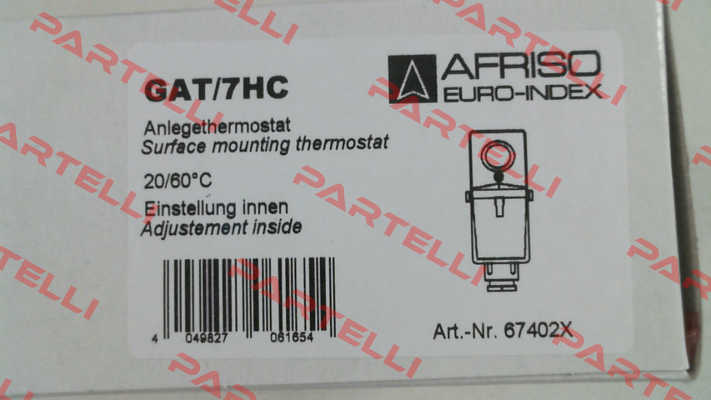 GAT/7HC
AFRISO
EURO-INDEX
Anlegethermostat
Surface mounting thermostat
20/60°C
Einstellung innen
Adjustement inside
4 049827 061654
Art.-Nr. 67402X
PARTELLI
PARTELLI
PARTELLI
PARTELLI
PARTELLI
PARTELLI
PARTELLI